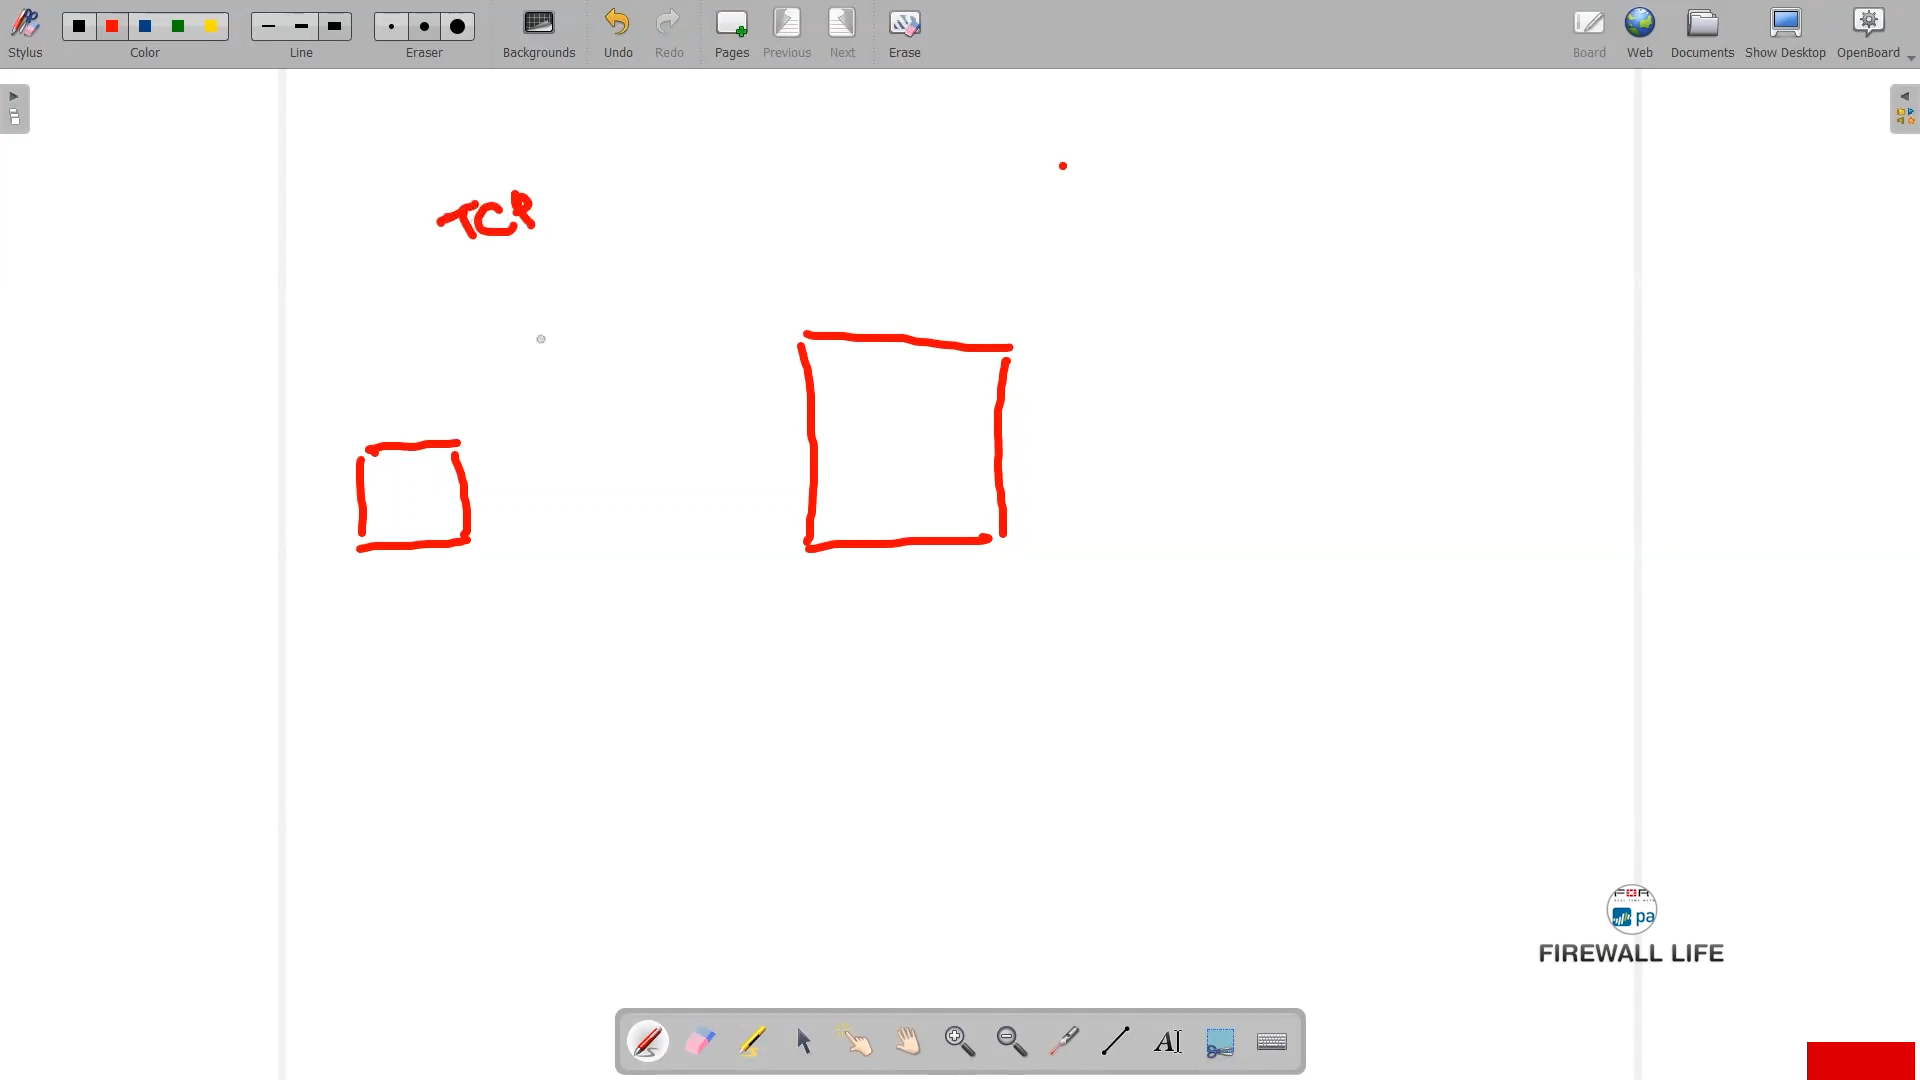 Stylus Color Line Eraser Backgrounds Undo Redo Pages Previous Next Erase Board Web Documents Show Desktop OpenBoard
TCP
pa
FIREWALL LIFE